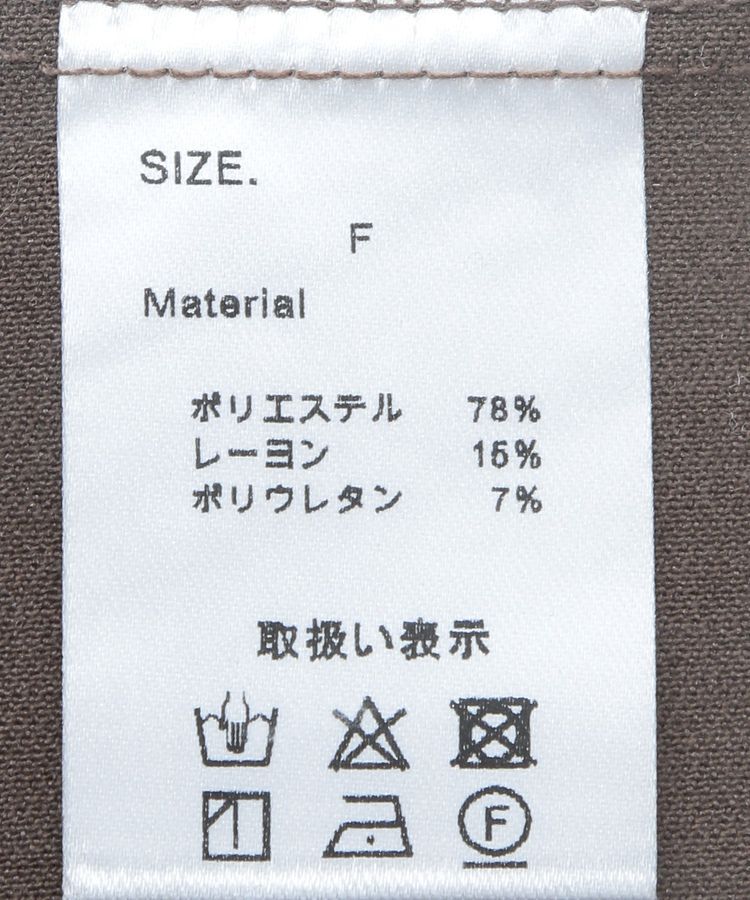 SIZE.
F
Material
ポリエステル 78%
レーヨン 15%
ポリウレタン 7%
取扱い表示
F